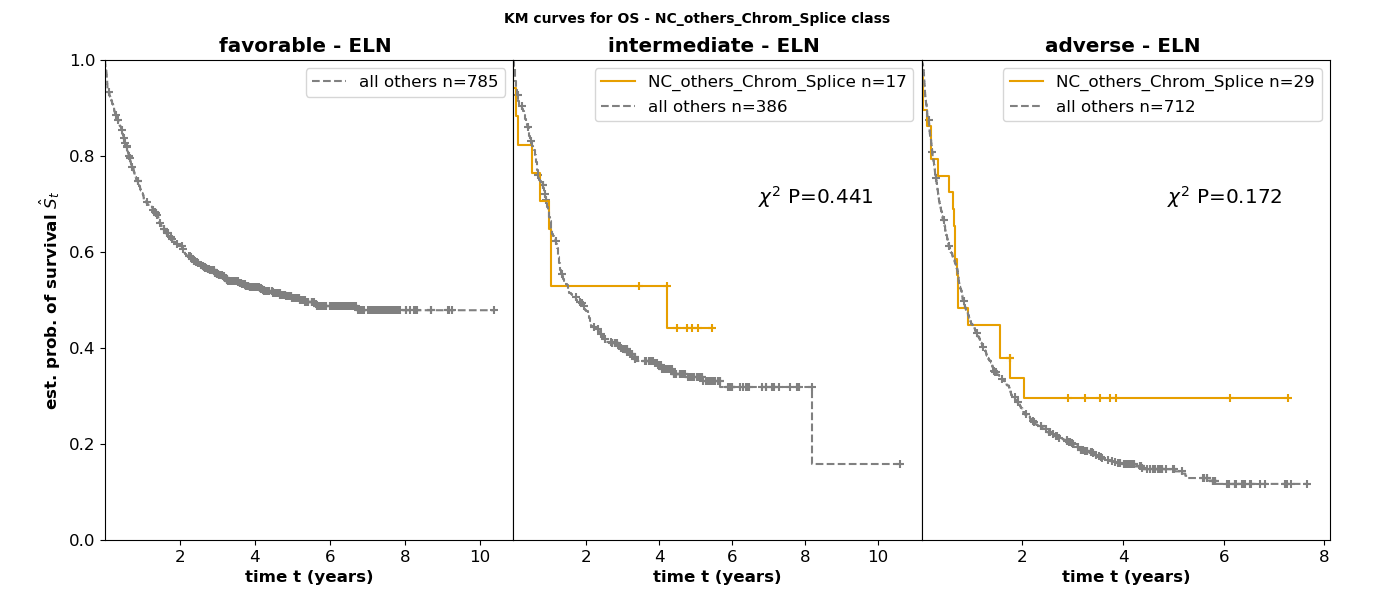 KM curves for OS - NC_others_Chrom_Splice class
favorable - ELN
intermediate - ELN
adverse - ELN
est. prob. of survival Ŝt
1.0
0.8
0.6
0.4
0.2
0.0
all others n=785
2 4 6 8 10
time t (years)
NC_others_Chrom_Splice n=17
all others n=386
χ² P=0.441
2 4 6 8 10
time t (years)
NC_others_Chrom_Splice n=29
all others n=712
χ² P=0.172
2 4 6 8
time t (years)